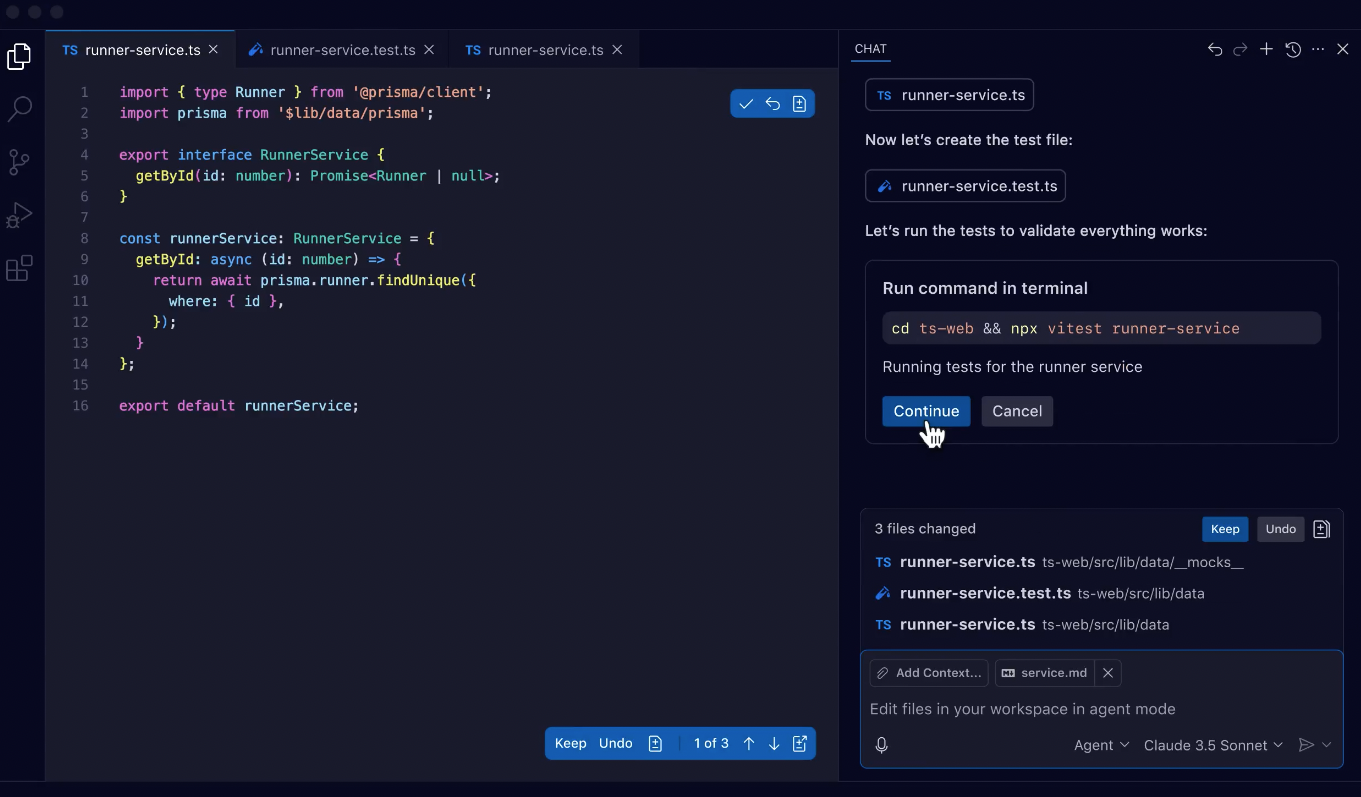 TS runner-service.ts
runner-service.test.ts
TS runner-service.ts
1 import { type Runner } from '@prisma/client';
2 import prisma from '$lib/data/prisma';
3
4 export interface RunnerService {
5 getById(id: number): Promise<Runner | null>;
6 }
7
8 const runnerService: RunnerService = {
9 getById: async (id: number) => {
10 return await prisma.runner.findUnique({
11 where: { id },
12 });
13 }
14 };
15
16 export default runnerService;
Keep Undo 1 of 3
CHAT
TS runner-service.ts
Now let's create the test file:
runner-service.test.ts
Let's run the tests to validate everything works:
Run command in terminal
cd ts-web && npx vitest runner-service
Running tests for the runner service
Continue Cancel
3 files changed Keep Undo
TS runner-service.ts ts-web/src/lib/data/__mocks__
runner-service.test.ts ts-web/src/lib/data
TS runner-service.ts ts-web/src/lib/data
Add Context... service.md
Edit files in your workspace in agent mode
Agent Claude 3.5 Sonnet